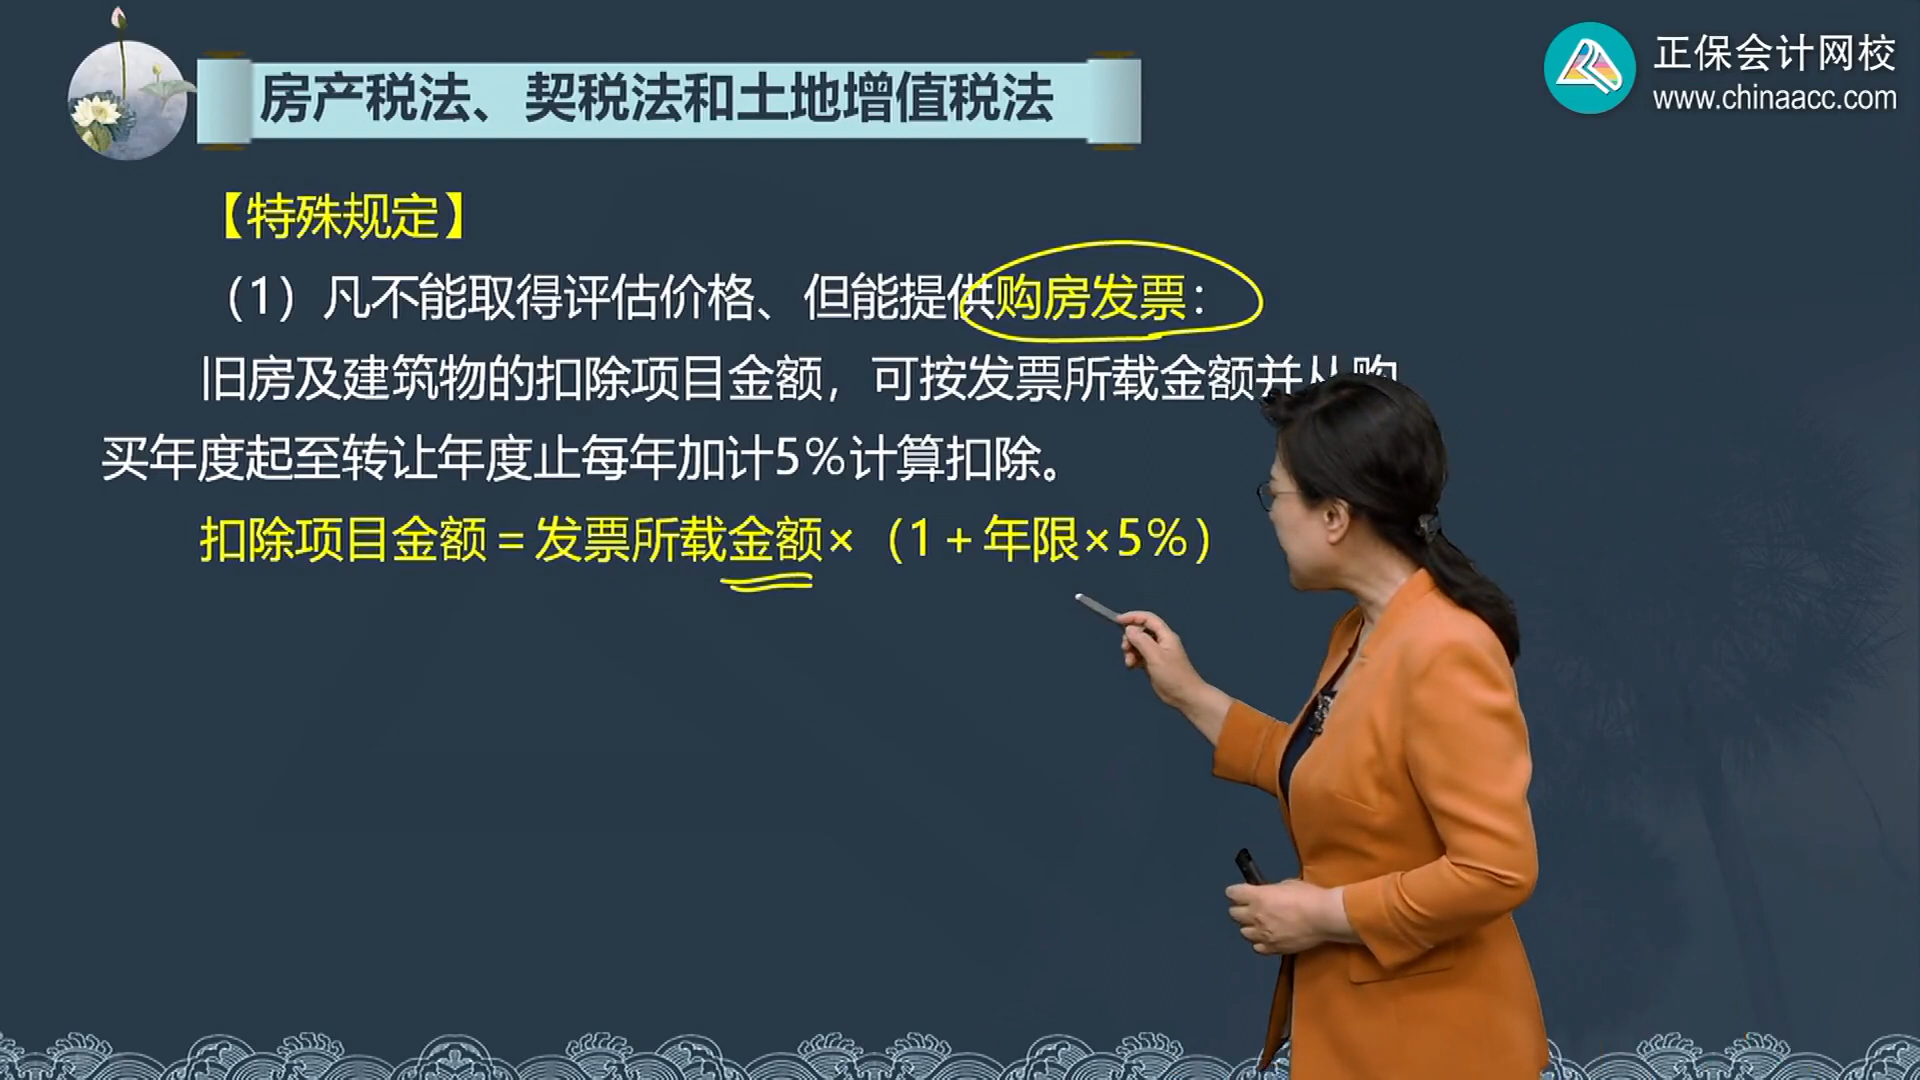 房产税法、契税法和土地增值税法
正保会计网校
www.chinaacc.com
【特殊规定】
（1）凡不能取得评估价格、但能提供购房发票：
旧房及建筑物的扣除项目金额，可按发票所载金额并从购
买年度起至转让年度止每年加计5%计算扣除。
扣除项目金额＝发票所载金额×（1＋年限×5%）